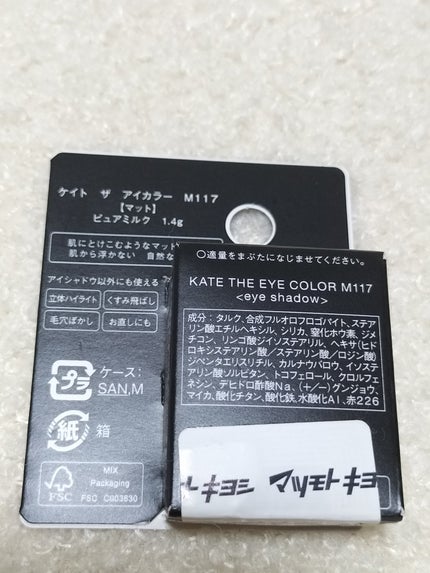 ケイト ザ アイカラー M117
【マット】
ピュアミルク 1.4g
肌にとけこむようなマット
肌から浮かない 自然な
アイシャドウ以外にも使える
立体ハイライト くすみ飛ばし
毛穴ぼかし お直しにも
プラ
ケース:
SAN,M
紙
箱
FSC
MIX
Packaging
FSC C003630
○適量をまぶたになじませてください。
KATE THE EYE COLOR M117
<eye shadow>
成分:タルク、合成フルオロフロゴパイト、ステア
リン酸エチルヘキシル、シリカ、窒化ホウ素、ジメ
チコン、リンゴ酸ジイソステアリル、ヘキサ(ヒド
ロキシステアリン酸/ステアリン酸/ロジン酸)
ジペンタエリスリチル、カルナウバロウ、イソステ
アリン酸ソルビタン、トコフェロール、クロルフェ
ネシン、デヒドロ酢酸Na、(+/-)グンジョウ、
マイカ、酸化チタン、酸化鉄、水酸化Al、赤226
キヨシ マツモトキヨ